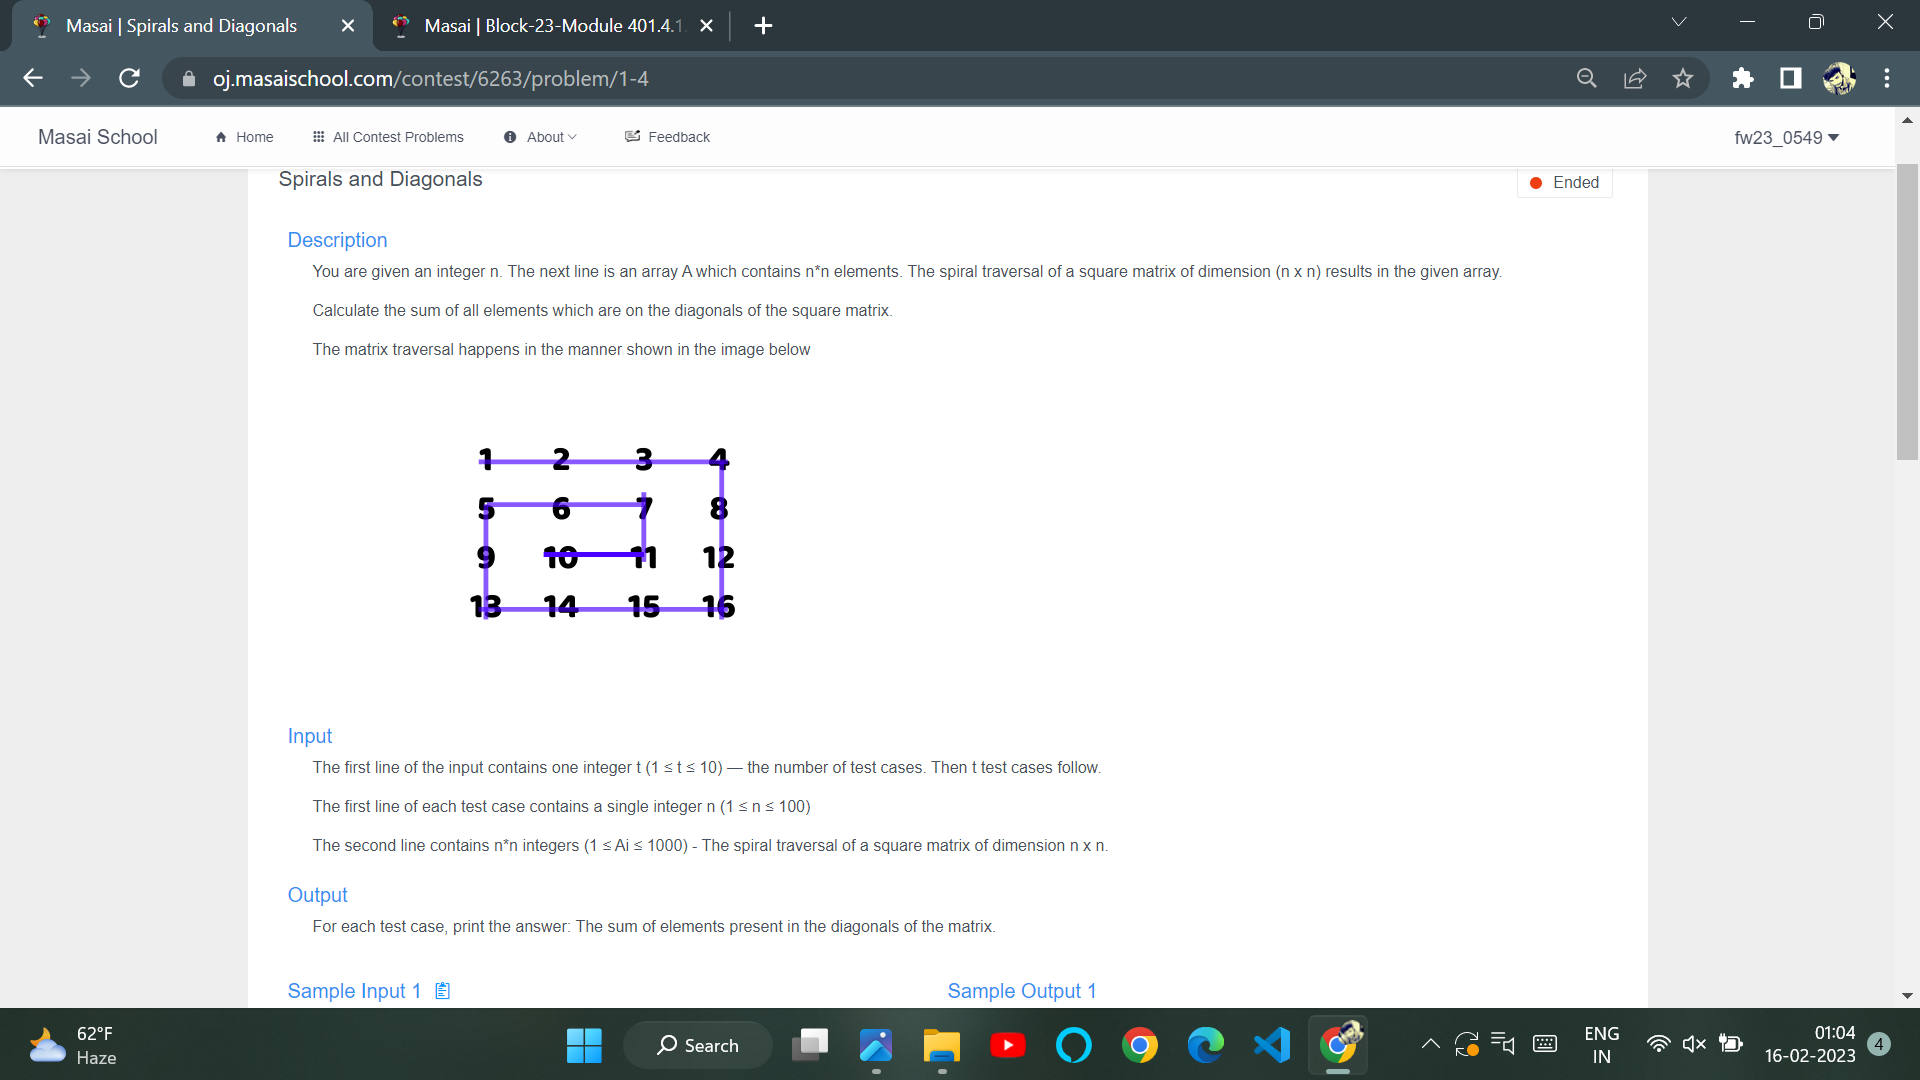 Masai | Spirals and Diagonals
Masai | Block-23-Module 401.4.1
oj.masaischool.com/contest/6263/problem/1-4
Masai School
Home
All Contest Problems
About
Feedback
fw23_0549
Spirals and Diagonals
Ended
Description
You are given an integer n. The next line is an array A which contains n*n elements. The spiral traversal of a square matrix of dimension (n x n) results in the given array.
Calculate the sum of all elements which are on the diagonals of the square matrix.
The matrix traversal happens in the manner shown in the image below
1 2 3 4
5 6 7 8
9 10 11 12
13 14 15 16
Input
The first line of the input contains one integer t (1 ≤ t ≤ 10) — the number of test cases. Then t test cases follow.
The first line of each test case contains a single integer n (1 ≤ n ≤ 100)
The second line contains n*n integers (1 ≤ Ai ≤ 1000) - The spiral traversal of a square matrix of dimension n x n.
Output
For each test case, print the answer: The sum of elements present in the diagonals of the matrix.
Sample Input 1
Sample Output 1
62°F
Haze
Search
ENG
IN
01:04
16-02-2023
4